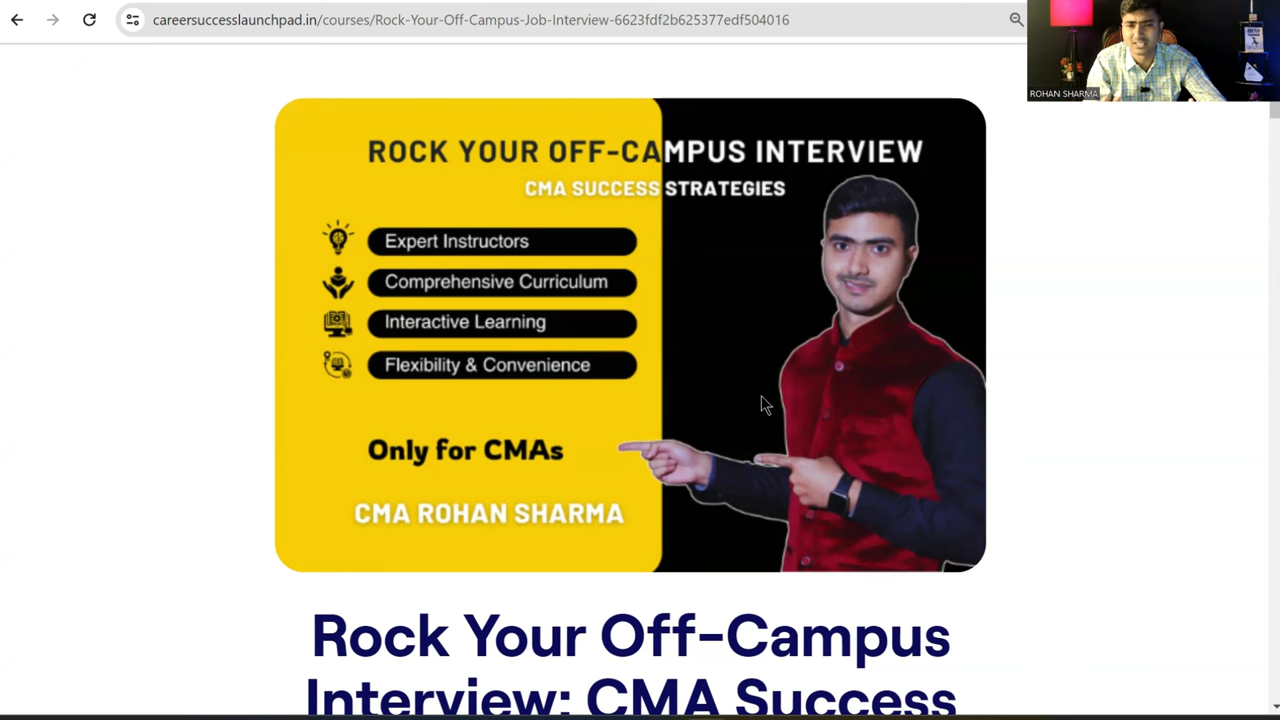 careersuccesslaunchpad.in/courses/Rock-Your-Off-Campus-Job-Interview-6623fdf2b625377edf504016
ROHAN SHARMA
ROCK YOUR OFF-CAMPUS INTERVIEW
CMA SUCCESS STRATEGIES
Expert Instructors
Comprehensive Curriculum
Interactive Learning
Flexibility & Convenience
Only for CMAs
CMA ROHAN SHARMA
Rock Your Off-Campus
Interview: CMA Success